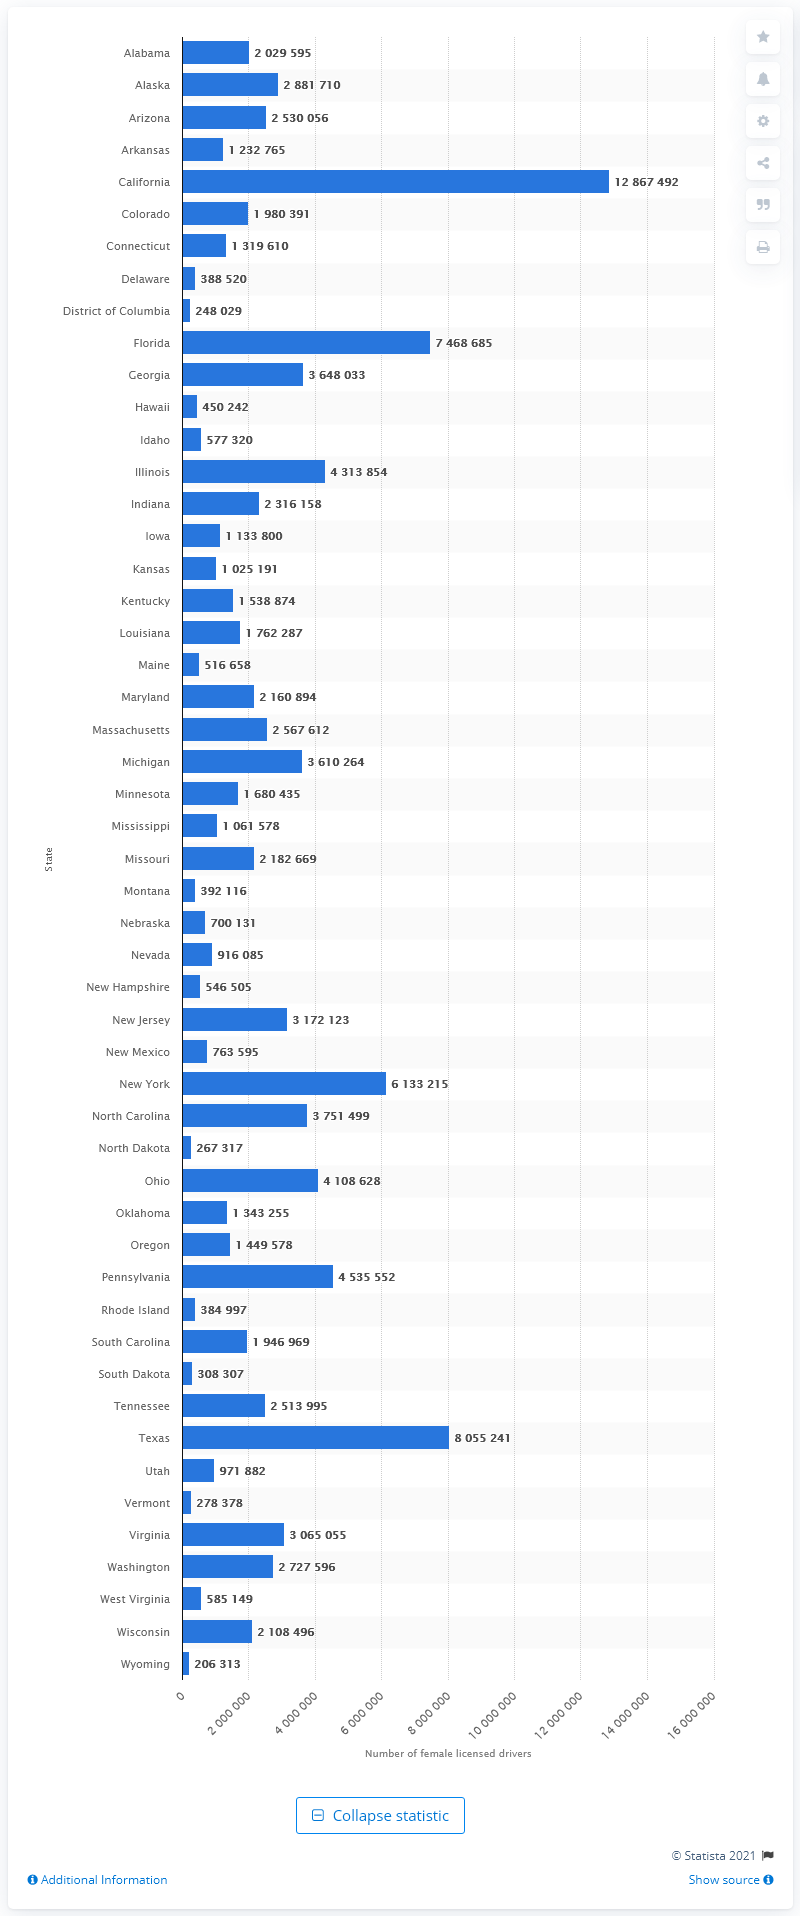 Alabama 2 029 595
Alaska 2 881 710
Arizona 2 530 056
Arkansas 1 232 765
California 12 867 492
Colorado 1 980 391
Connecticut 1 319 610
Delaware 388 520
District of Columbia 248 029
Florida 7 468 685
Georgia 3 648 033
Hawaii 450 242
Idaho 577 320
Illinois 4 313 854
Indiana 2 316 158
Iowa 1 133 800
Kansas 1 025 191
Kentucky 1 538 874
Louisiana 1 762 287
Maine 516 658
Maryland 2 160 894
Massachusetts 2 567 612
Michigan 3 610 264
Minnesota 1 680 435
Mississippi 1 061 578
State
Missouri 2 182 669
Montana 392 116
Nebraska 700 131
Nevada 916 085
New Hampshire 546 505
New Jersey 3 172 123
New Mexico 763 595
New York 6 133 215
North Carolina 3 751 499
North Dakota 267 317
Ohio 4 108 628
Oklahoma 1 343 255
Oregon 1 449 578
Pennsylvania 4 535 552
Rhode Island 384 997
South Carolina 1 946 969
South Dakota 308 307
Tennessee 2 513 995
Texas 8 055 241
Utah 971 882
Vermont 278 378
Virginia 3 065 055
Washington 2 727 596
West Virginia 585 149
Wisconsin 2 108 496
Wyoming 206 313
0 2 000 000 4 000 000 6 000 000 8 000 000 10 000 000 12 000 000 14 000 000 16 000 000
Number of female licensed drivers
Collapse statistic
© Statista 2021
Additional Information Show source